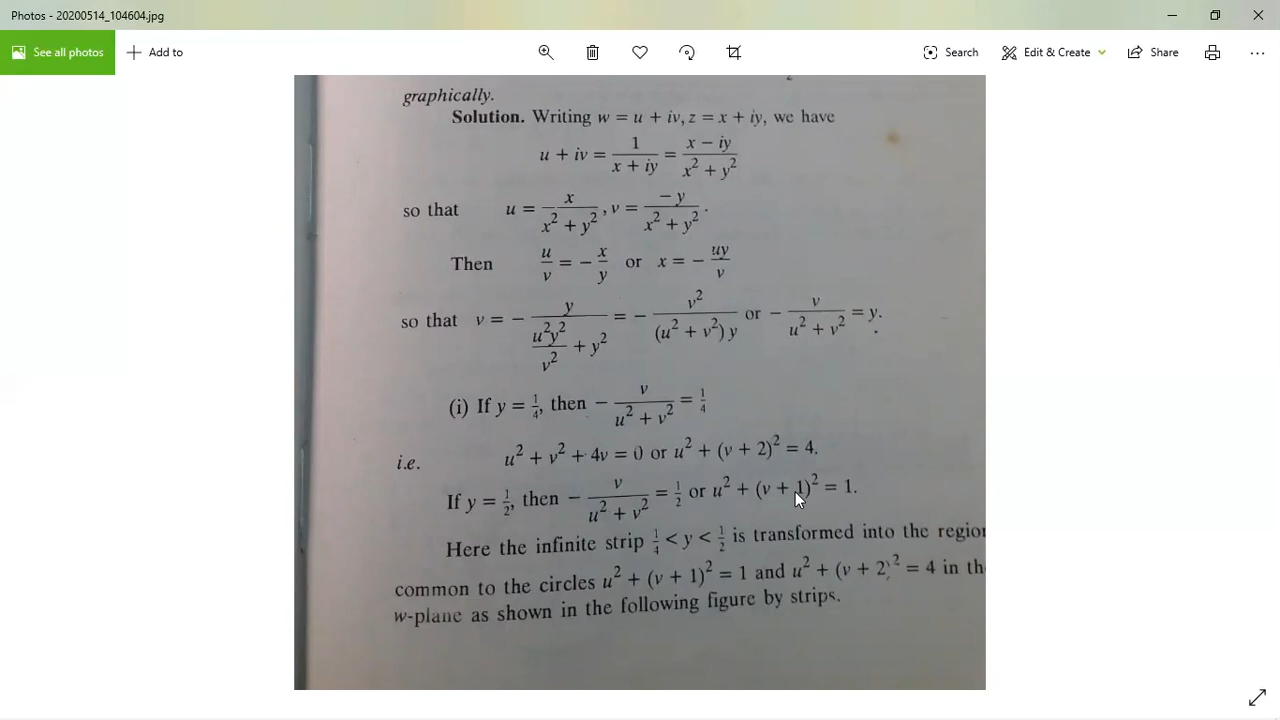 Photos - 20200514_104604.jpg
See all photos
Add to
Search
Edit & Create
Share
graphically.
Solution. Writing w = u + iv, z = x + iy, we have
u + iv = 1/(x + iy) = (x − iy)/(x² + y²)
so that u = x/(x² + y²), v = −y/(x² + y²).
Then u/v = − x/y or x = − uy/v
so that v = − y/(u²y²/v² + y²) = − v²/((u² + v²) y) or − v/(u² + v²) = y.
(i) If y = 1/4, then − v/(u² + v²) = 1/4
i.e. u² + v² + 4v = 0 or u² + (v + 2)² = 4.
If y = 1/2, then − v/(u² + v²) = 1/2 or u² + (v + 1)² = 1.
Here the infinite strip 1/4 < y < 1/2 is transformed into the region
common to the circles u² + (v + 1)² = 1 and u² + (v + 2)² = 4 in th
w-plane as shown in the following figure by strips.